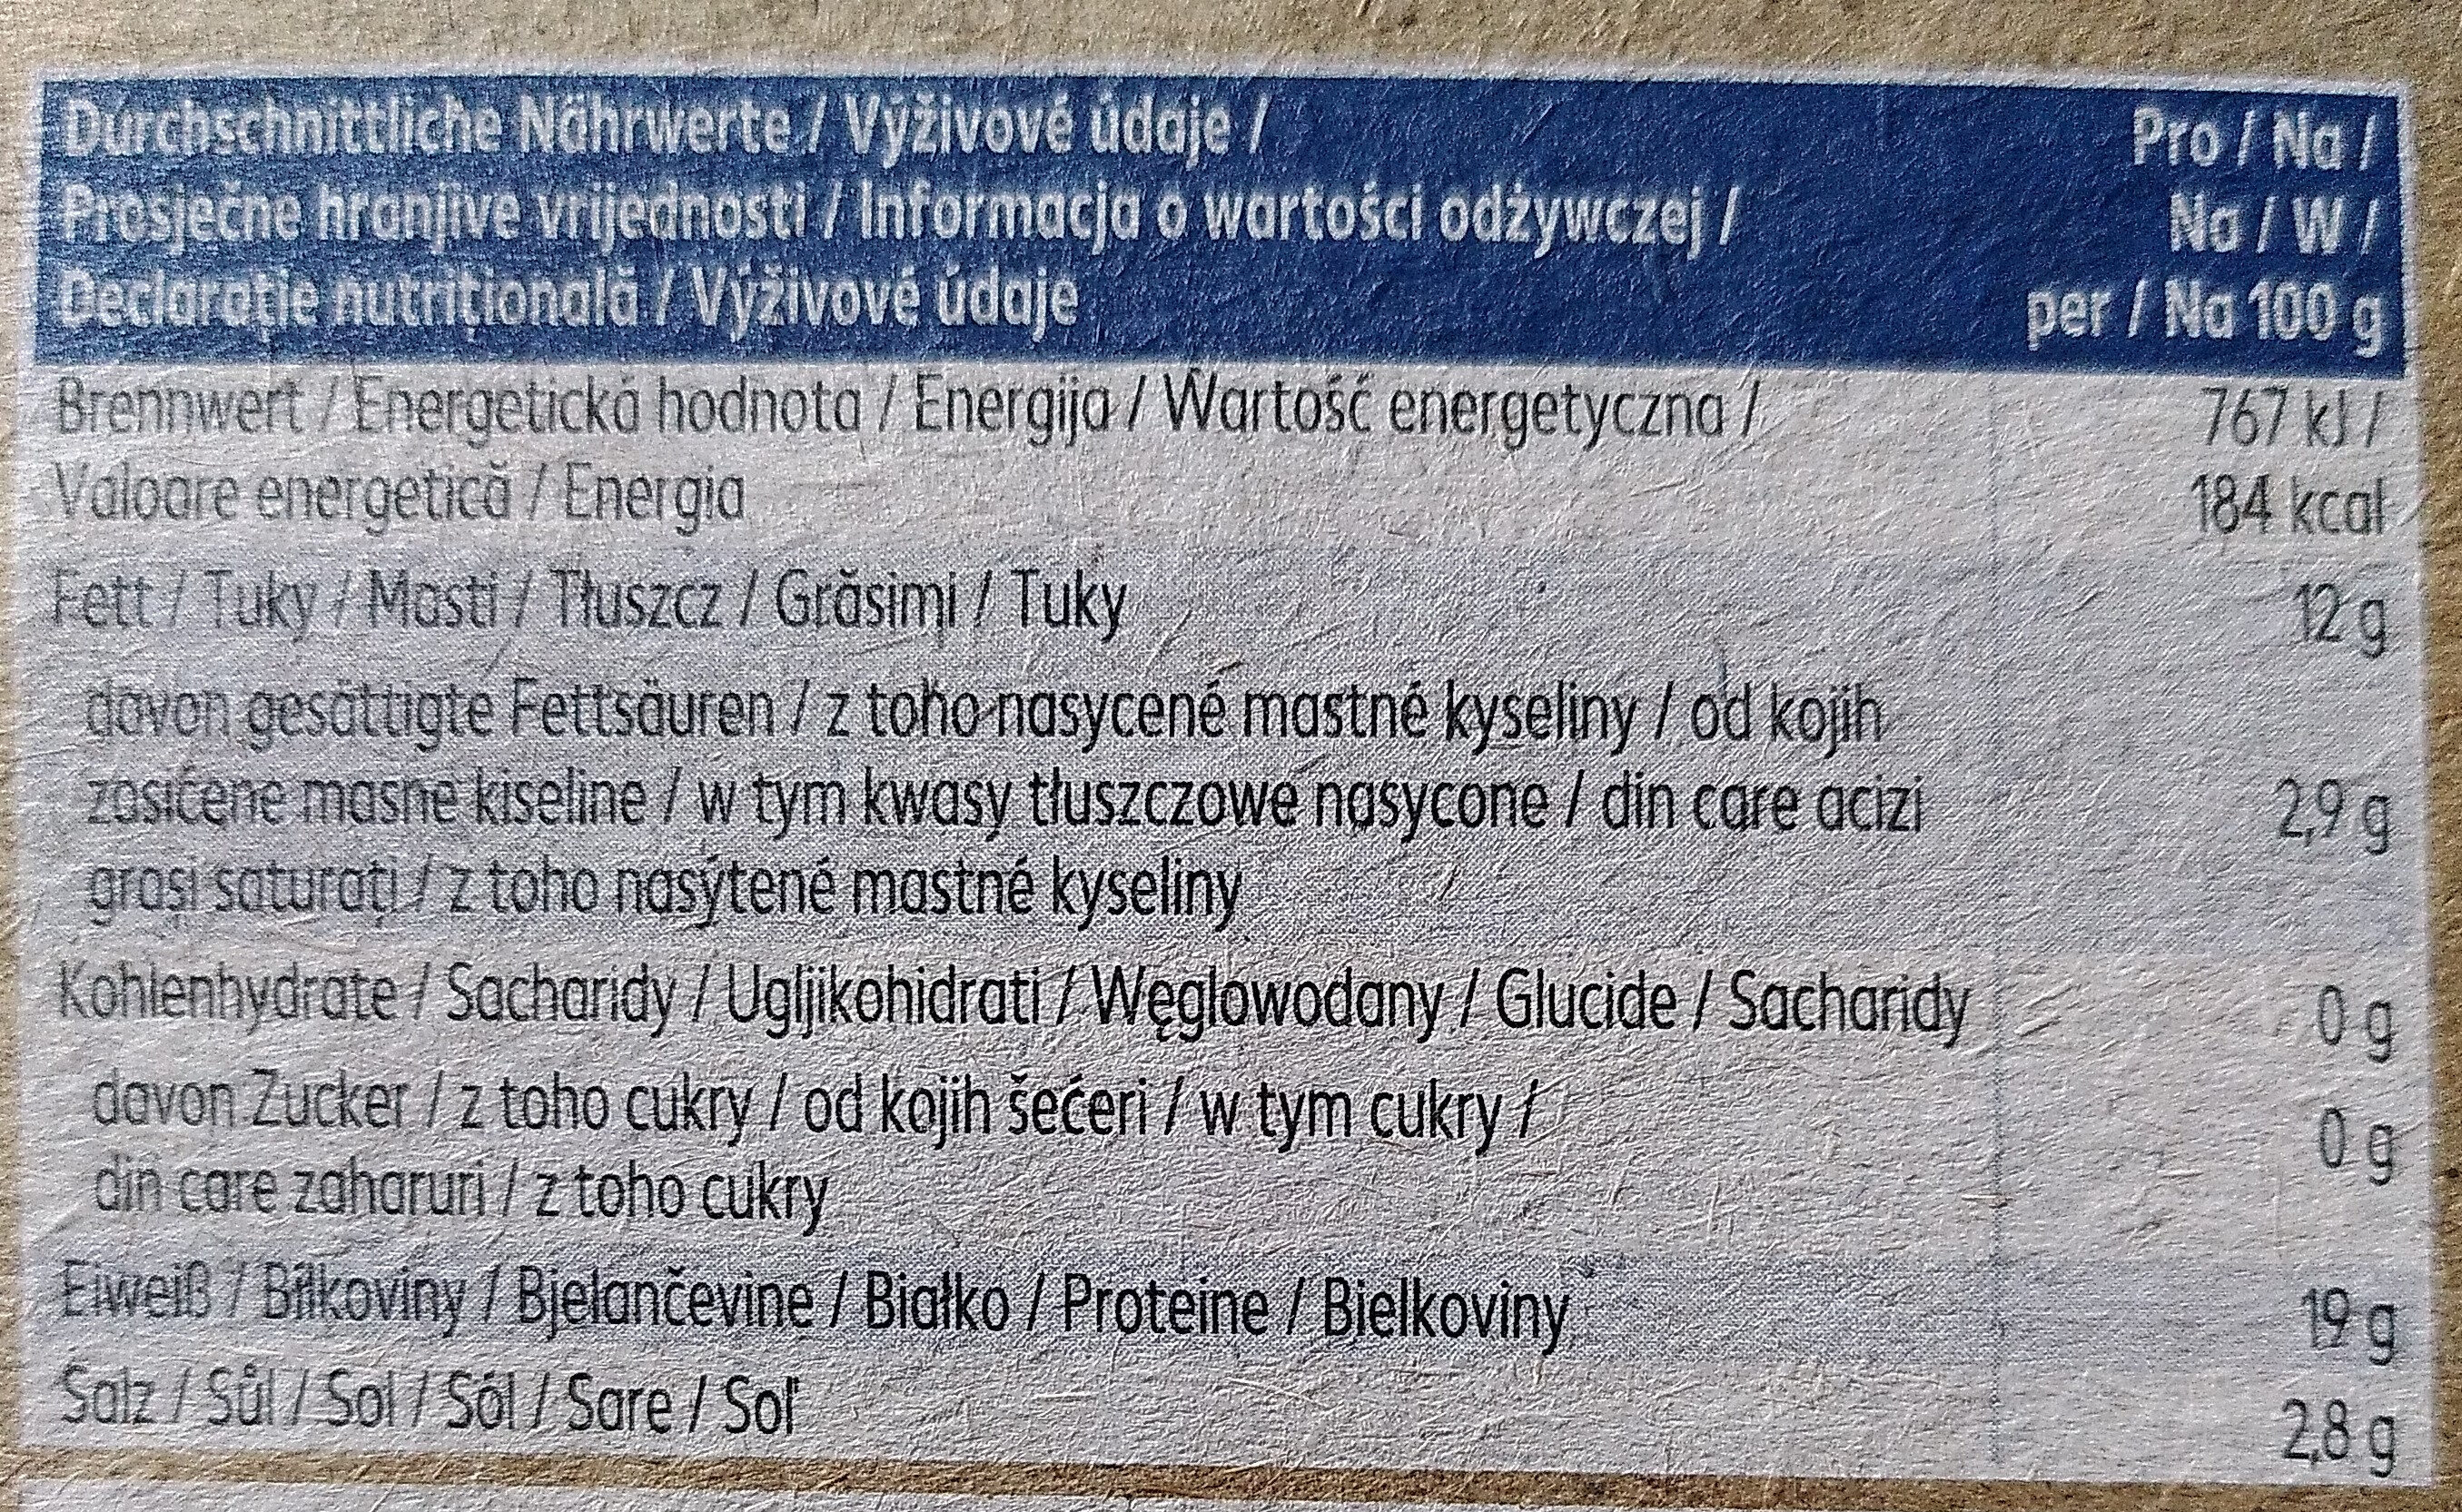 Durchschnittliche Nährwerte / Výživové údaje / Pro / Na /
Prosječne hranjive vrijednosti / Informacja o wartości odżywczej / Na / W /
Declarație nutrițională / Výživové údaje per / Na 100 g
Brennwert / Energetická hodnota / Energija / Wartość energetyczna / 767 kJ /
Valoare energetică / Energia 184 kcal
Fett / Tuky / Masti / Tłuszcz / Grăsimi / Tuky 12 g
davon gesättigte Fettsäuren / z toho nasycené mastné kyseliny / od kojih
zasićene masne kiseline / w tym kwasy tłuszczowe nasycone / din care acizi 2,9 g
grași saturați / z toho nasýtené mastné kyseliny
Kohlenhydrate / Sacharidy / Ugljikohidrati / Węglowodany / Glucide / Sacharidy 0 g
davon Zucker / z toho cukry / od kojih šećeri / w tym cukry / 0 g
din care zaharuri / z toho cukry
Eiweiß / Bílkoviny / Bjelančevine / Białko / Proteine / Bielkoviny 19 g
Salz / Sůl / Sol / Sól / Sare / Soľ 2,8 g